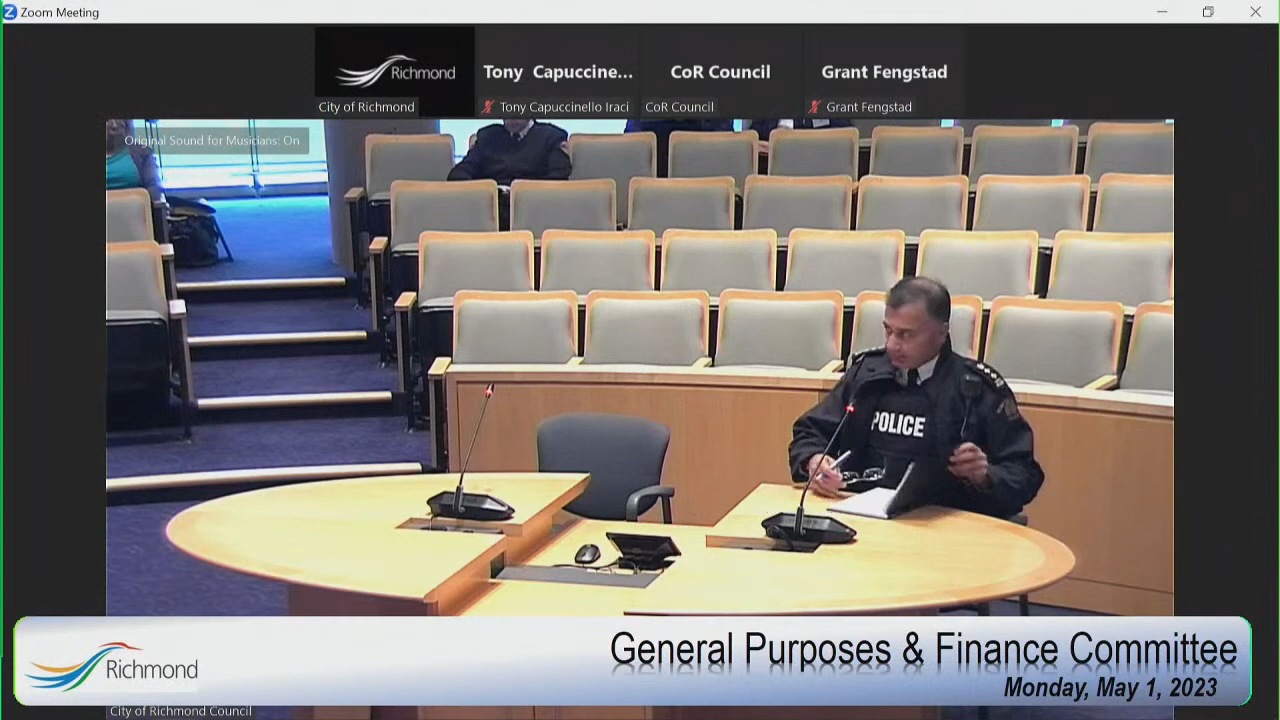 Zoom Meeting
Richmond
Tony Capuccine...
CoR Council
Grant Fengstad
City of Richmond
Tony Capuccinello Iraci
CoR Council
Grant Fengstad
Original Sound for Musicians: On
POLICE
General Purposes & Finance Committee
Richmond
Monday, May 1, 2023
City of Richmond Council